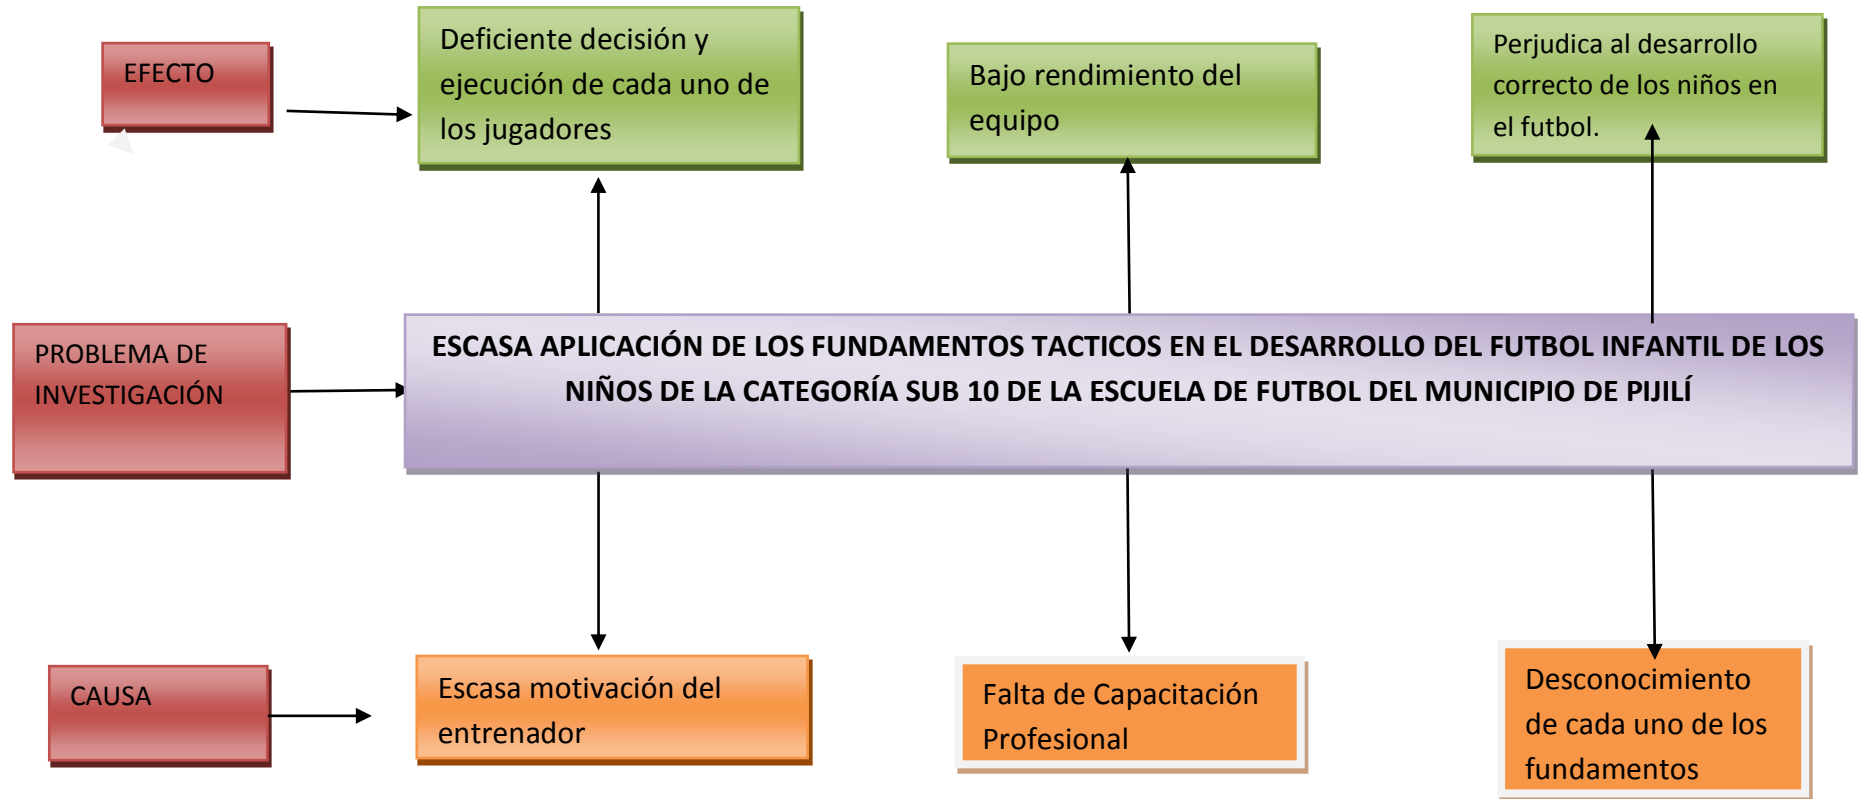 EFECTO
Deficiente decisión y
ejecución de cada uno de
los jugadores
Bajo rendimiento del
equipo
Perjudica al desarrollo
correcto de los niños en
el futbol.
PROBLEMA DE
INVESTIGACIÓN
ESCASA APLICACIÓN DE LOS FUNDAMENTOS TACTICOS EN EL DESARROLLO DEL FUTBOL INFANTIL DE LOS
NIÑOS DE LA CATEGORÍA SUB 10 DE LA ESCUELA DE FUTBOL DEL MUNICIPIO DE PIJILÍ
CAUSA
Escasa motivación del
entrenador
Falta de Capacitación
Profesional
Desconocimiento
de cada uno de los
fundamentos